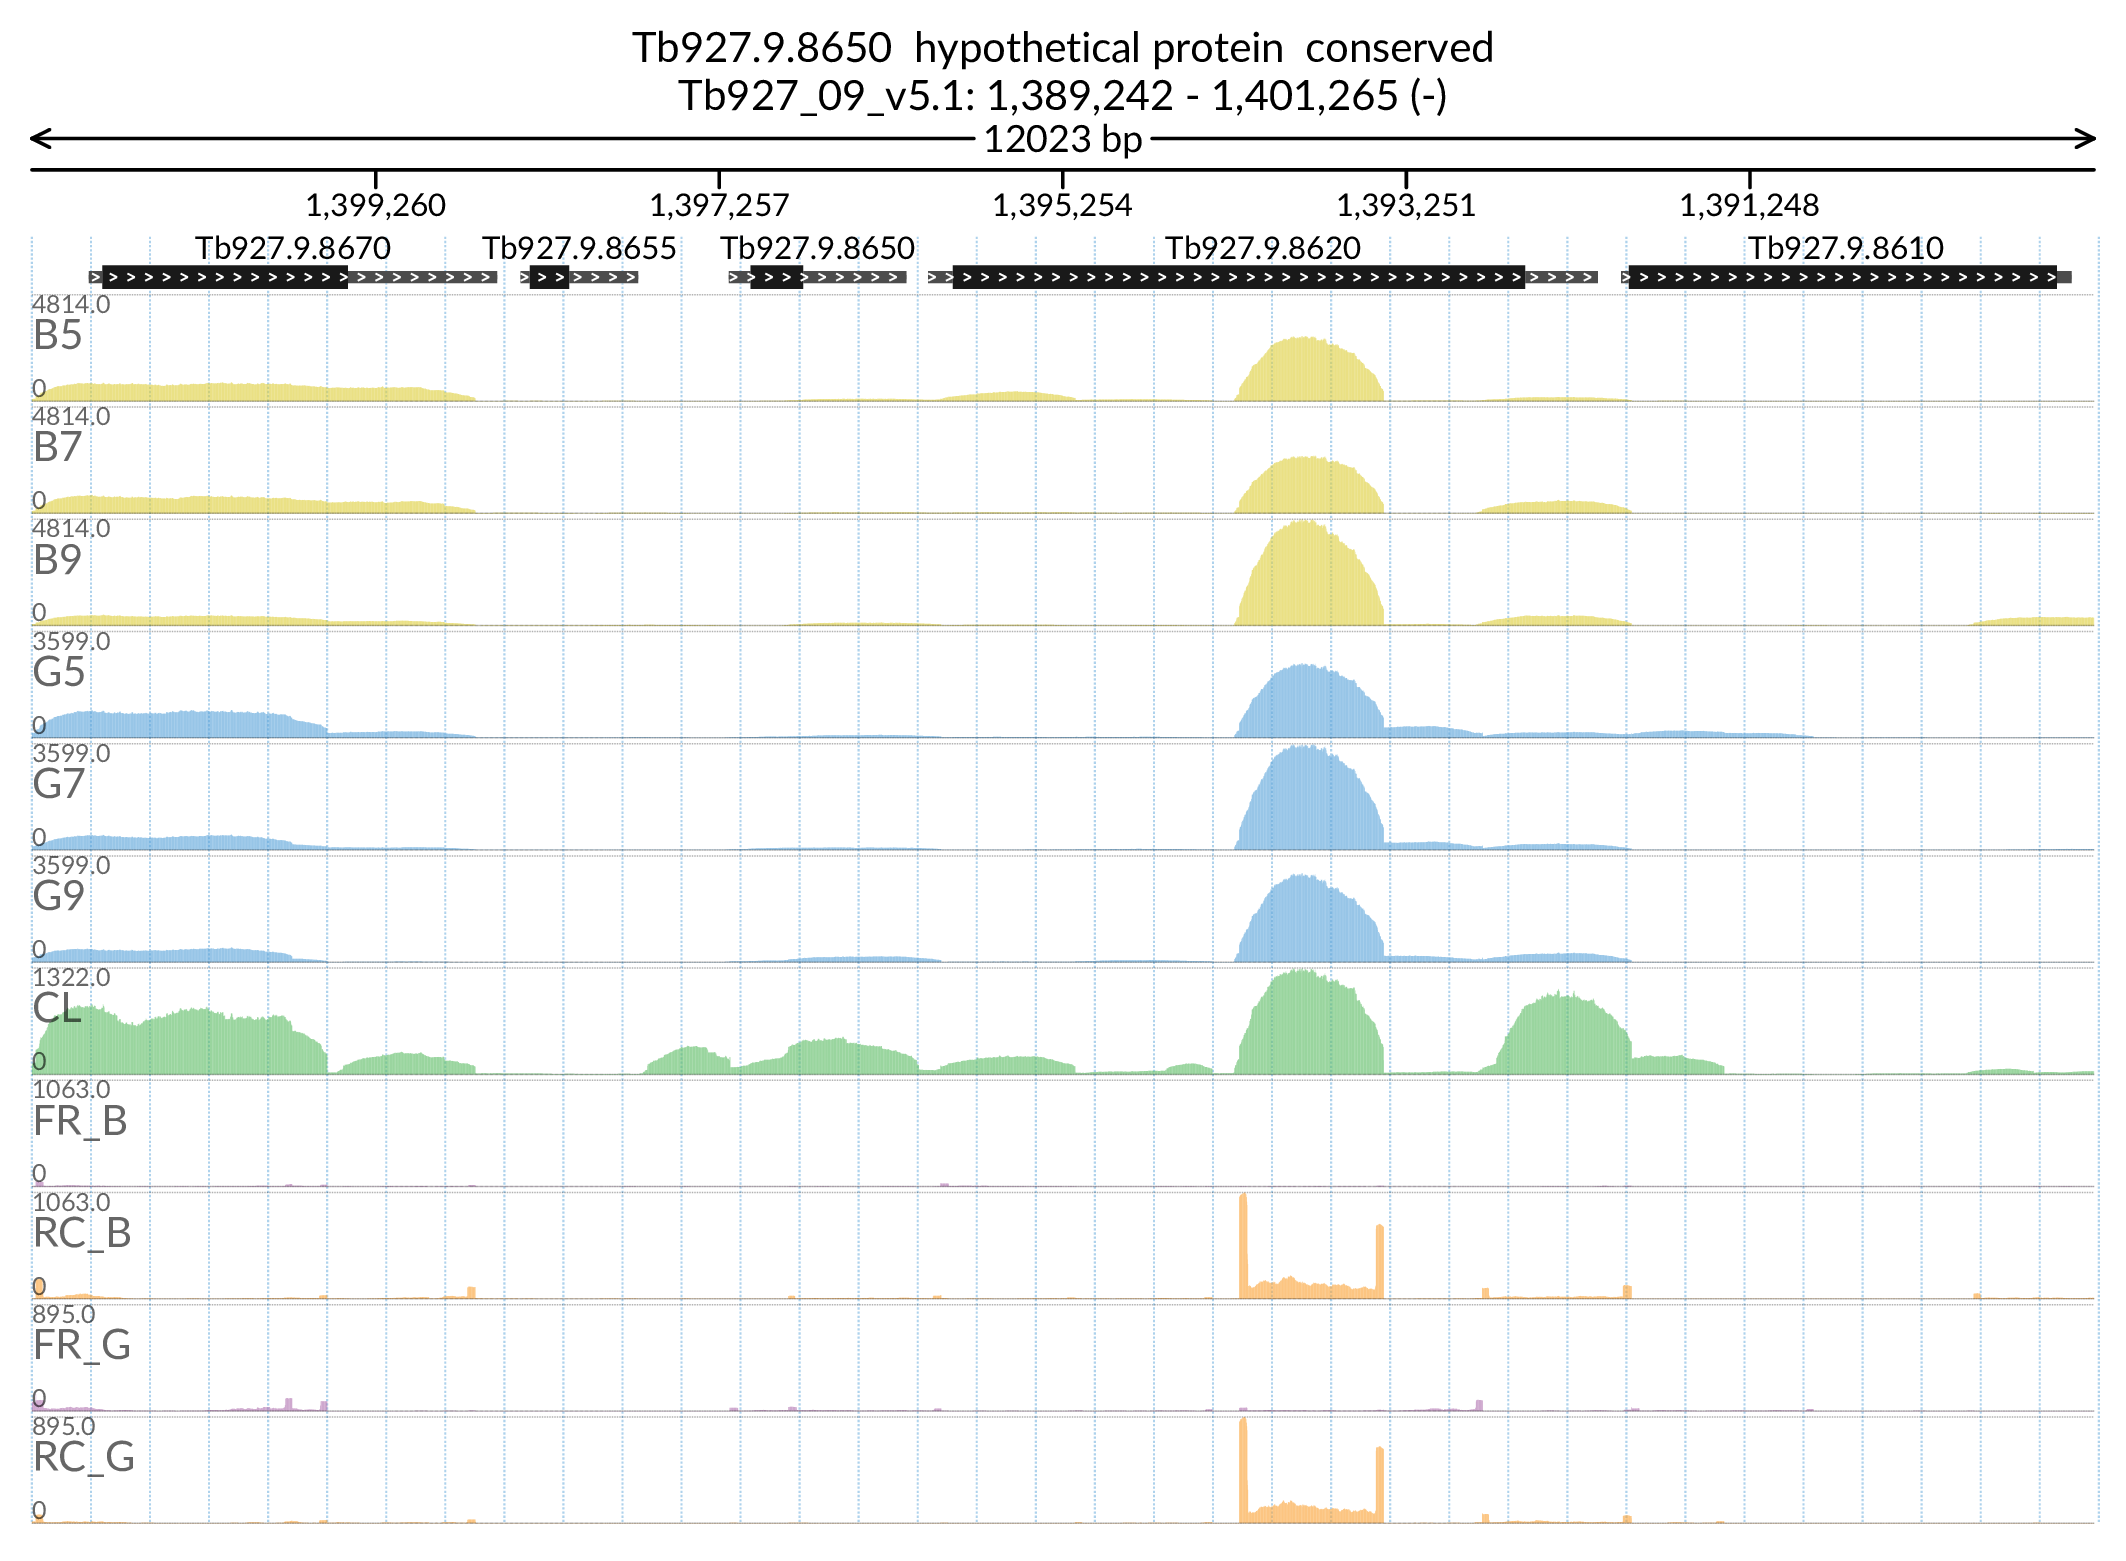 Tb927.9.8650  hypothetical protein  conserved
Tb927_09_v5.1: 1,389,242 - 1,401,265 (-)
12023 bp
1,399,260 1,397,257 1,395,254 1,393,251 1,391,248
Tb927.9.8670 Tb927.9.8655 Tb927.9.8650 Tb927.9.8620 Tb927.9.8610
4814.0
B5
0
4814.0
B7
0
4814.0
B9
0
3599.0
G5
0
3599.0
G7
0
3599.0
G9
0
1322.0
CL
0
1063.0
FR_B
0
1063.0
RC_B
0
895.0
FR_G
0
895.0
RC_G
0